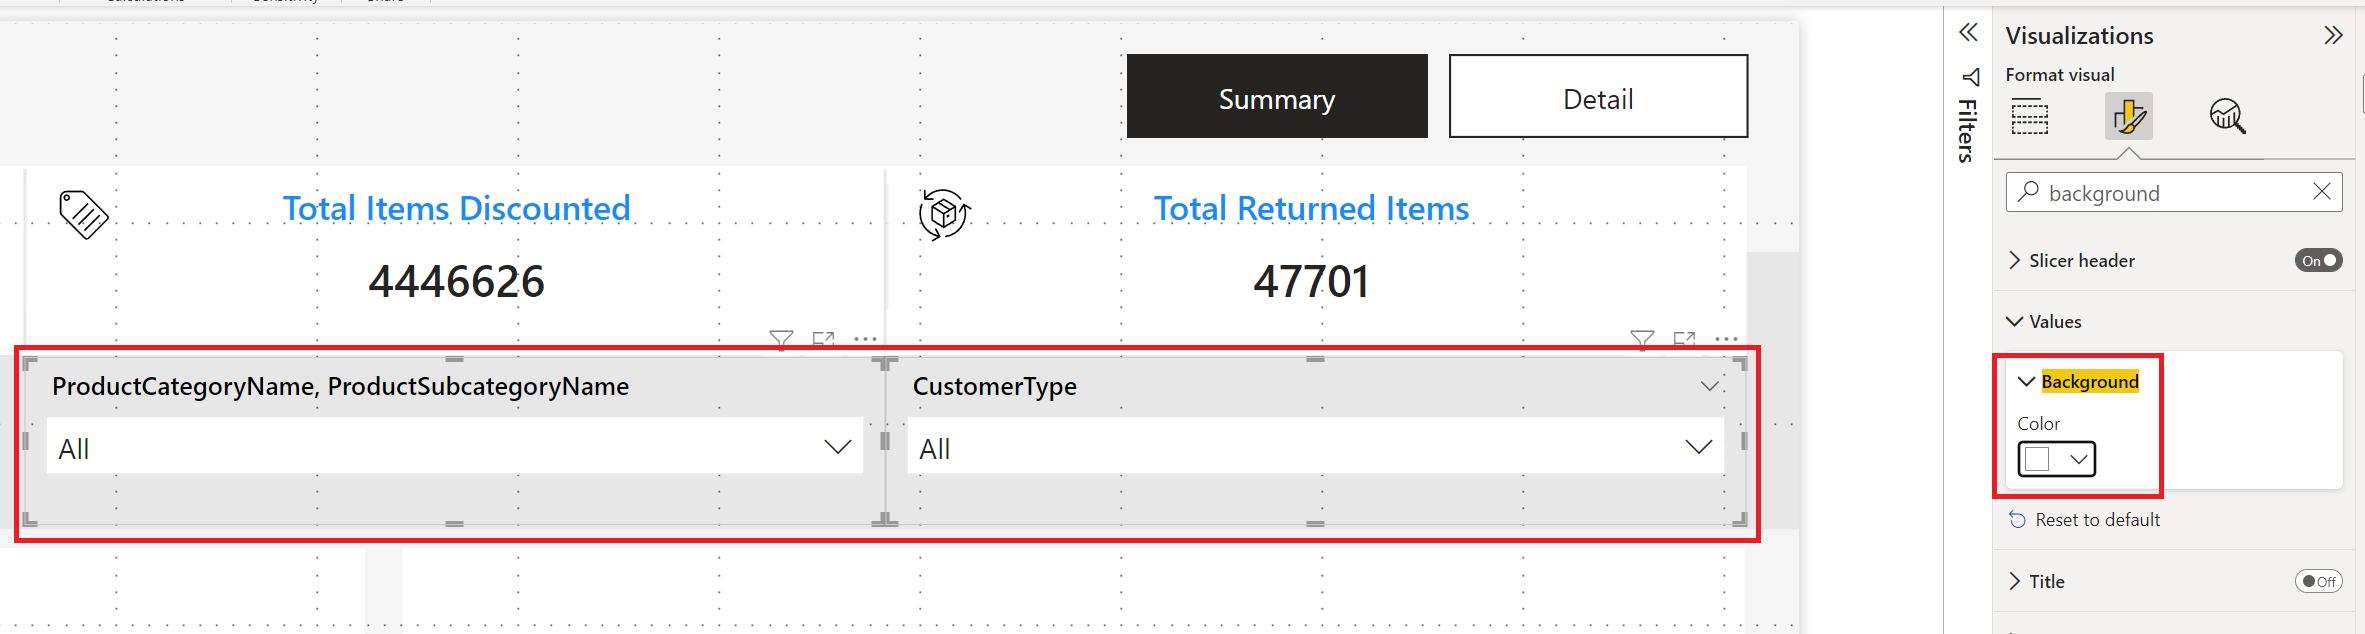 Summary
Detail
Total Items Discounted
4446626
Total Returned Items
47701
ProductCategoryName, ProductSubcategoryName
All
CustomerType
All
Filters
Visualizations
Format visual
background
Slicer header
On
Values
Background
Color
Reset to default
Title
Off